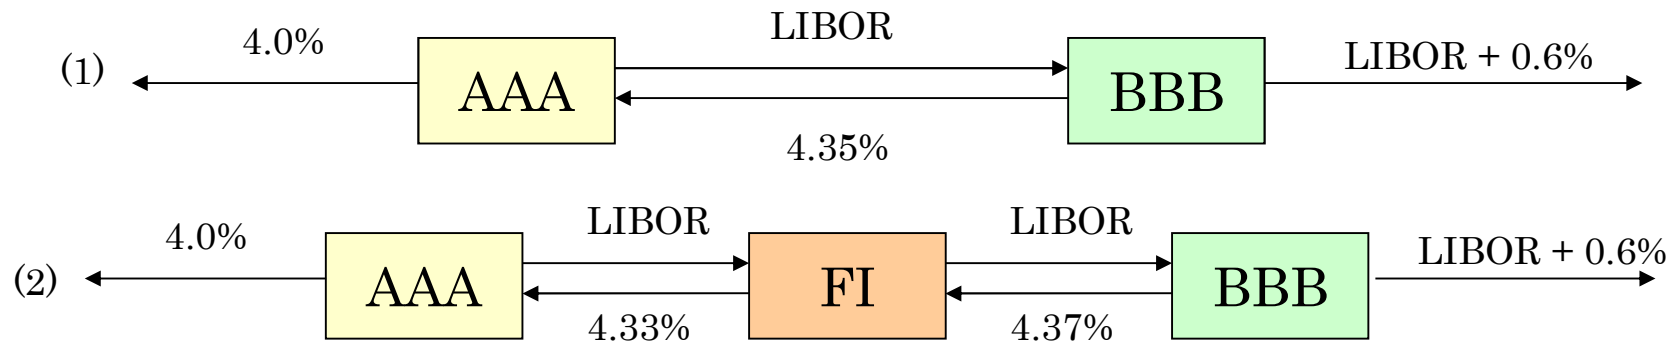 LIBOR
(1) 4.0% AAA BBB LIBOR + 0.6%
4.35%
LIBOR LIBOR
(2) 4.0% AAA FI BBB LIBOR + 0.6%
4.33% 4.37%